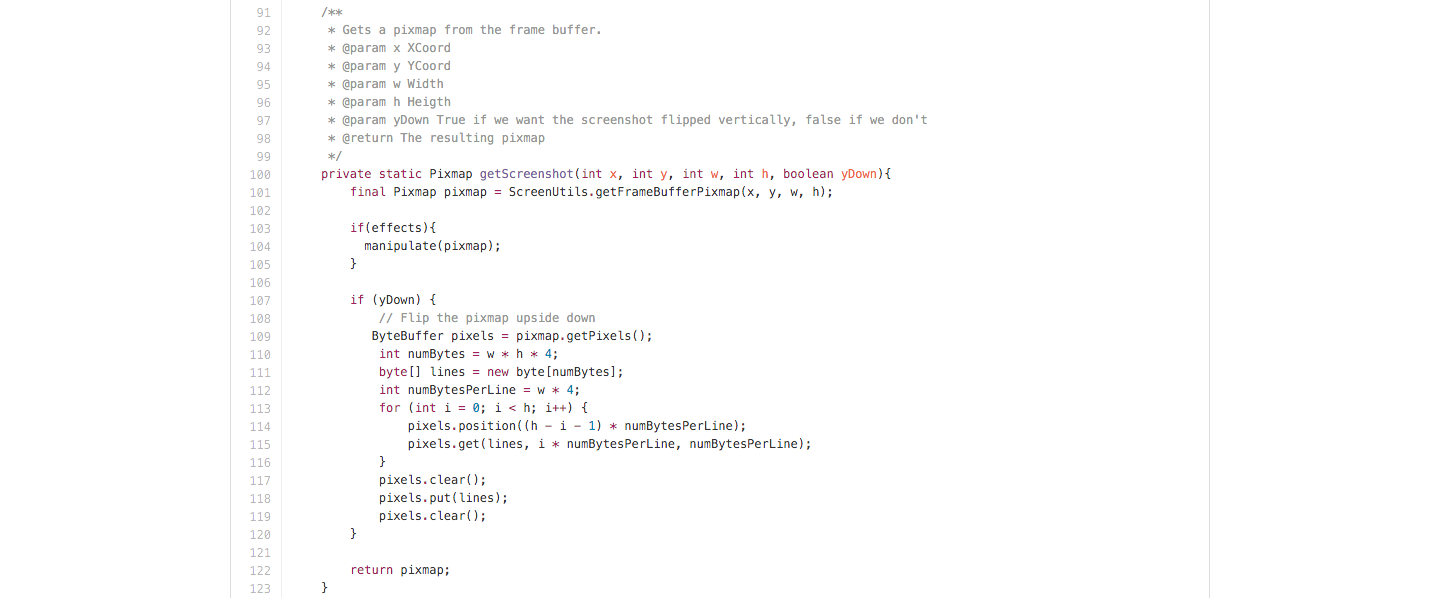 91 /**
92 * Gets a pixmap from the frame buffer.
93 * @param x XCoord
94 * @param y YCoord
95 * @param w Width
96 * @param h Heigth
97 * @param yDown True if we want the screenshot flipped vertically, false if we don't
98 * @return The resulting pixmap
99 */
100 private static Pixmap getScreenshot(int x, int y, int w, int h, boolean yDown){
101 final Pixmap pixmap = ScreenUtils.getFrameBufferPixmap(x, y, w, h);
102
103 if(effects){
104 manipulate(pixmap);
105 }
106
107 if (yDown) {
108 // Flip the pixmap upside down
109 ByteBuffer pixels = pixmap.getPixels();
110 int numBytes = w * h * 4;
111 byte[] lines = new byte[numBytes];
112 int numBytesPerLine = w * 4;
113 for (int i = 0; i < h; i++) {
114 pixels.position((h - i - 1) * numBytesPerLine);
115 pixels.get(lines, i * numBytesPerLine, numBytesPerLine);
116 }
117 pixels.clear();
118 pixels.put(lines);
119 pixels.clear();
120 }
121
122 return pixmap;
123 }